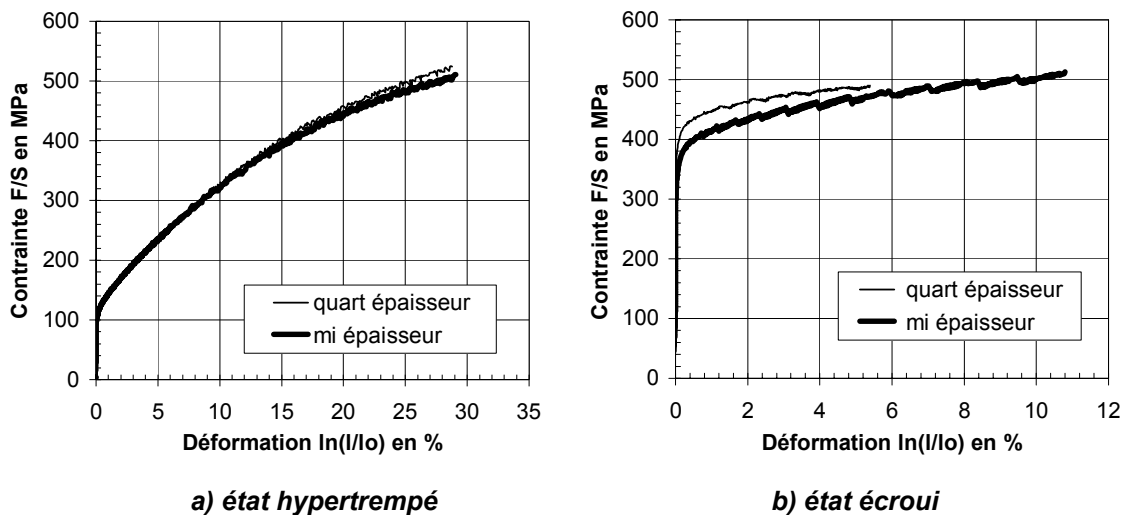 600
500
400
300
200
100
0
Contrainte F/S en MPa
quart épaisseur
mi épaisseur
0 5 10 15 20 25 30 35
Déformation ln(l/lo) en %
a) état hypertrempé
600
500
400
300
200
100
0
Contrainte F/S en MPa
quart épaisseur
mi épaisseur
0 2 4 6 8 10 12
Déformation ln(l/lo) en %
b) état écroui